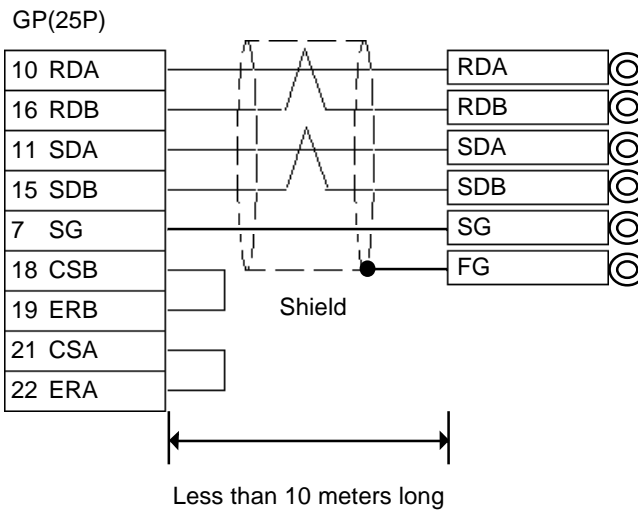 GP(25P)
10 RDA RDA
16 RDB RDB
11 SDA SDA
15 SDB SDB
7 SG SG
18 CSB FG
19 ERB Shield
21 CSA
22 ERA
Less than 10 meters long